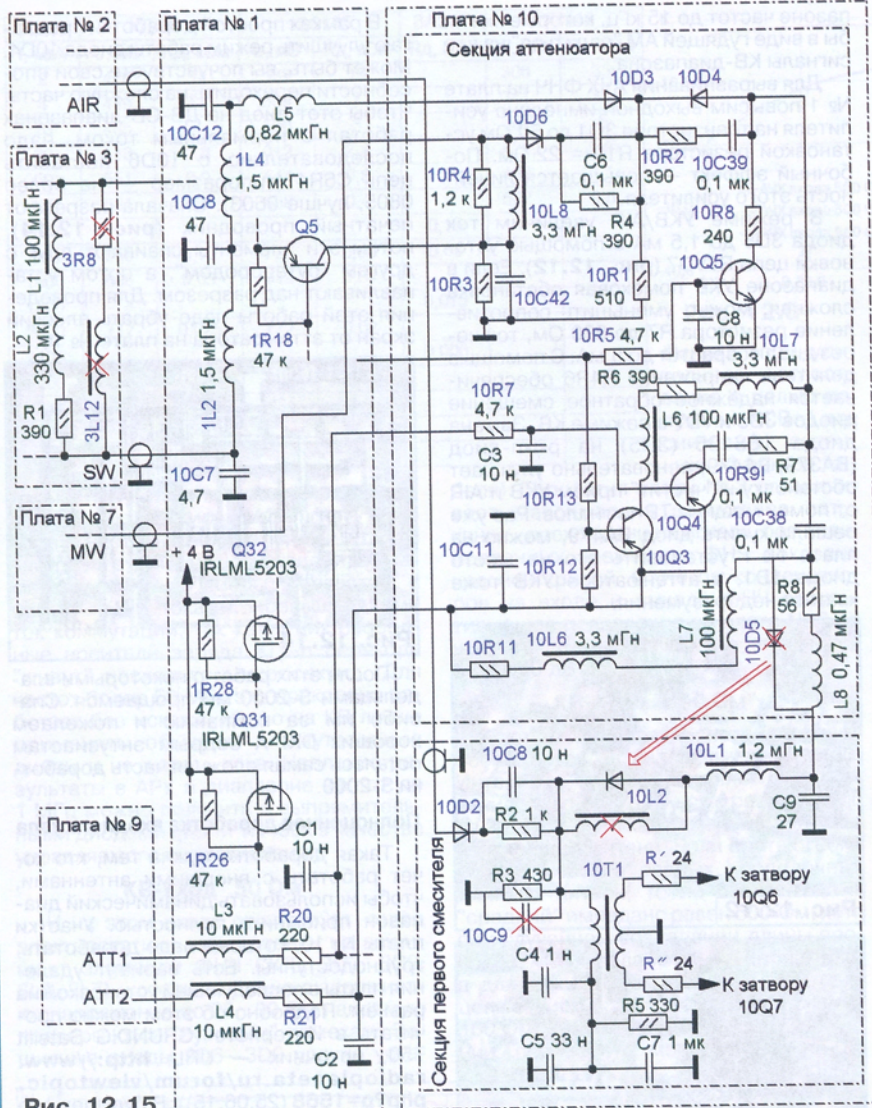 Плата № 2
Плата № 1
Плата № 10
Секция аттенюатора
AIR
L5
0,82 мкГн
10C12
47
1L4
1,5 мкГн
10C8
47
10D3
10D4
10D6
C6
0,1 мк
10R2
390
10C39
0,1 мк
10R4
1,2 к
10L8
3,3 мГн
R4
390
10R8
240
Плата № 3
L1 100 мкГн
3R8
L2
330 мкГн
R1
390
3L12
SW
Q5
1R18
47 к
1L2
1,5 мкГн
10C7
4,7
10R3
10C42
10R1
510
10Q5
C8
10 н
10L7
3,3 мГн
10R5 4,7 к
R6 390
10R7
4,7 к
C3
10 н
L6 100 мкГн
R7
51
0,1 мк
10R13
10Q4
10Q3
10C38
1 мк
10C11
10R12
R8
56
L7
100 мкГн
10D5
L8 0,47 мкГн
10R11
10L6 3,3 мГн
Плата № 7
MW
+ 4 В
Q32
IRLML5203
1R28
47 к
Q31
IRLML5203
1R26
47 к
C1
10 н
Плата № 9
L3
10 мкГн
R20
220
ATT1
ATT2
L4
10 мкГн
R21
220
C2
10 н
Секция первого смесителя
10C8 10 н
10L1 1,2 мГн
10D2
R2 1 к
10L2
C9
27
R3 430
10C9
10T1
R' 24
К затвору
10Q6
C4 1 н
R" 24
К затвору
10Q7
R5 330
C5 33 н
C7 1 мк
Рис. 12.15